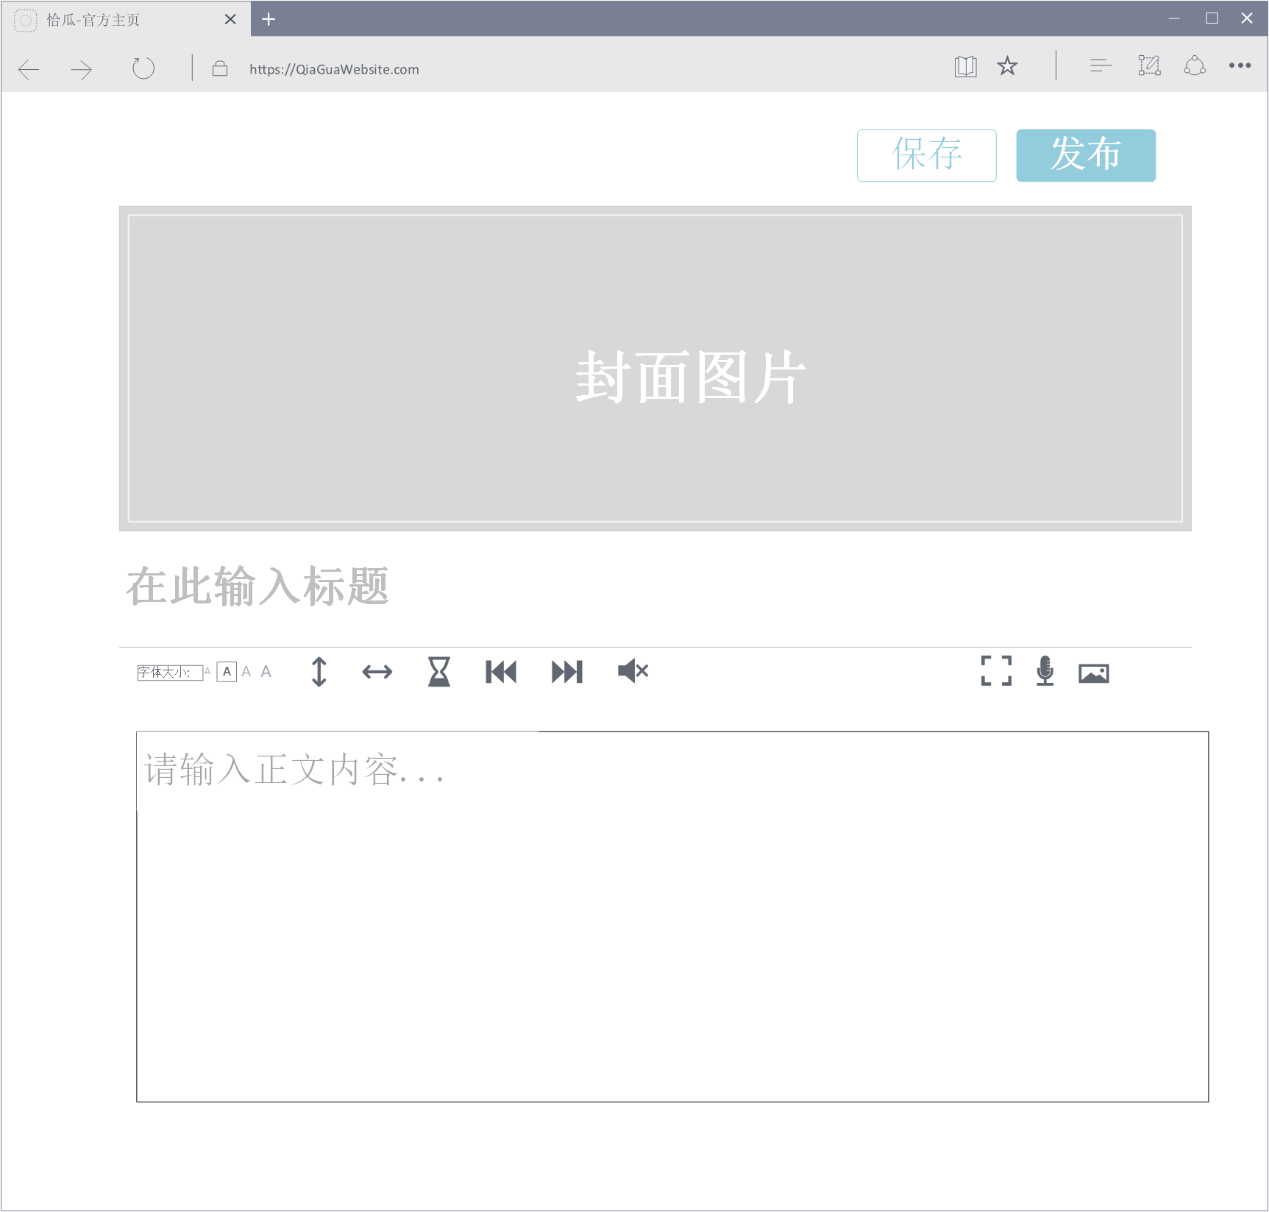 恰瓜-官方主页
https://QiaGuaWebsite.com
保存 发布
封面图片
在此输入标题
字体大小: A A A A
请输入正文内容...